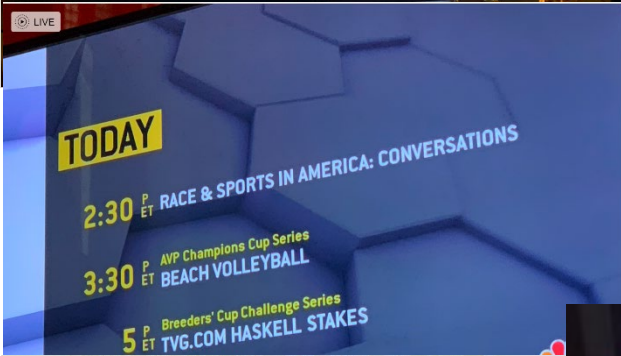 LIVE
TODAY
2:30 P ET RACE & SPORTS IN AMERICA: CONVERSATIONS
AVP Champions Cup Series
3:30 P ET BEACH VOLLEYBALL
Breeders' Cup Challenge Series
5 P ET TVG.COM HASKELL STAKES